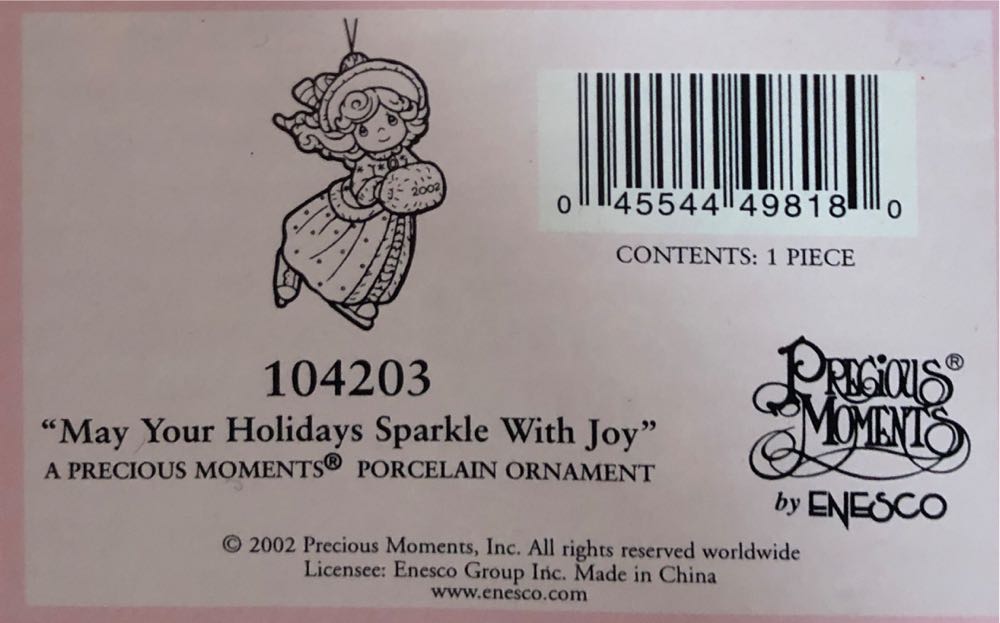 2002
0 45544 49818 0
CONTENTS: 1 PIECE
104203
“May Your Holidays Sparkle With Joy”
A PRECIOUS MOMENTS® PORCELAIN ORNAMENT
PRECIOUS®
MOMENTS
by ENESCO
© 2002 Precious Moments, Inc. All rights reserved worldwide
Licensee: Enesco Group Inc. Made in China
www.enesco.com